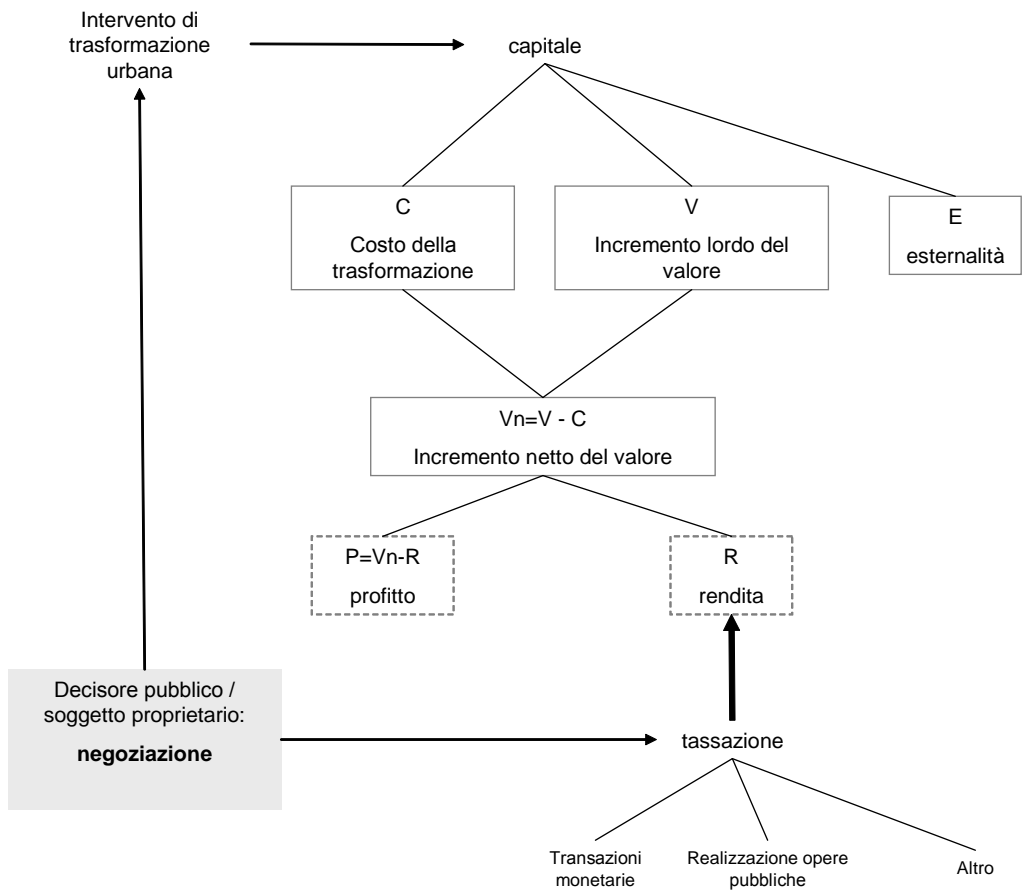 Intervento di
trasformazione
urbana
capitale
C
Costo della
trasformazione
V
Incremento lordo del
valore
E
esternalità
Vn=V - C
Incremento netto del valore
P=Vn-R
profitto
R
rendita
Decisore pubblico /
soggetto proprietario:
negoziazione
tassazione
Transazioni
monetarie
Realizzazione opere
pubbliche
Altro